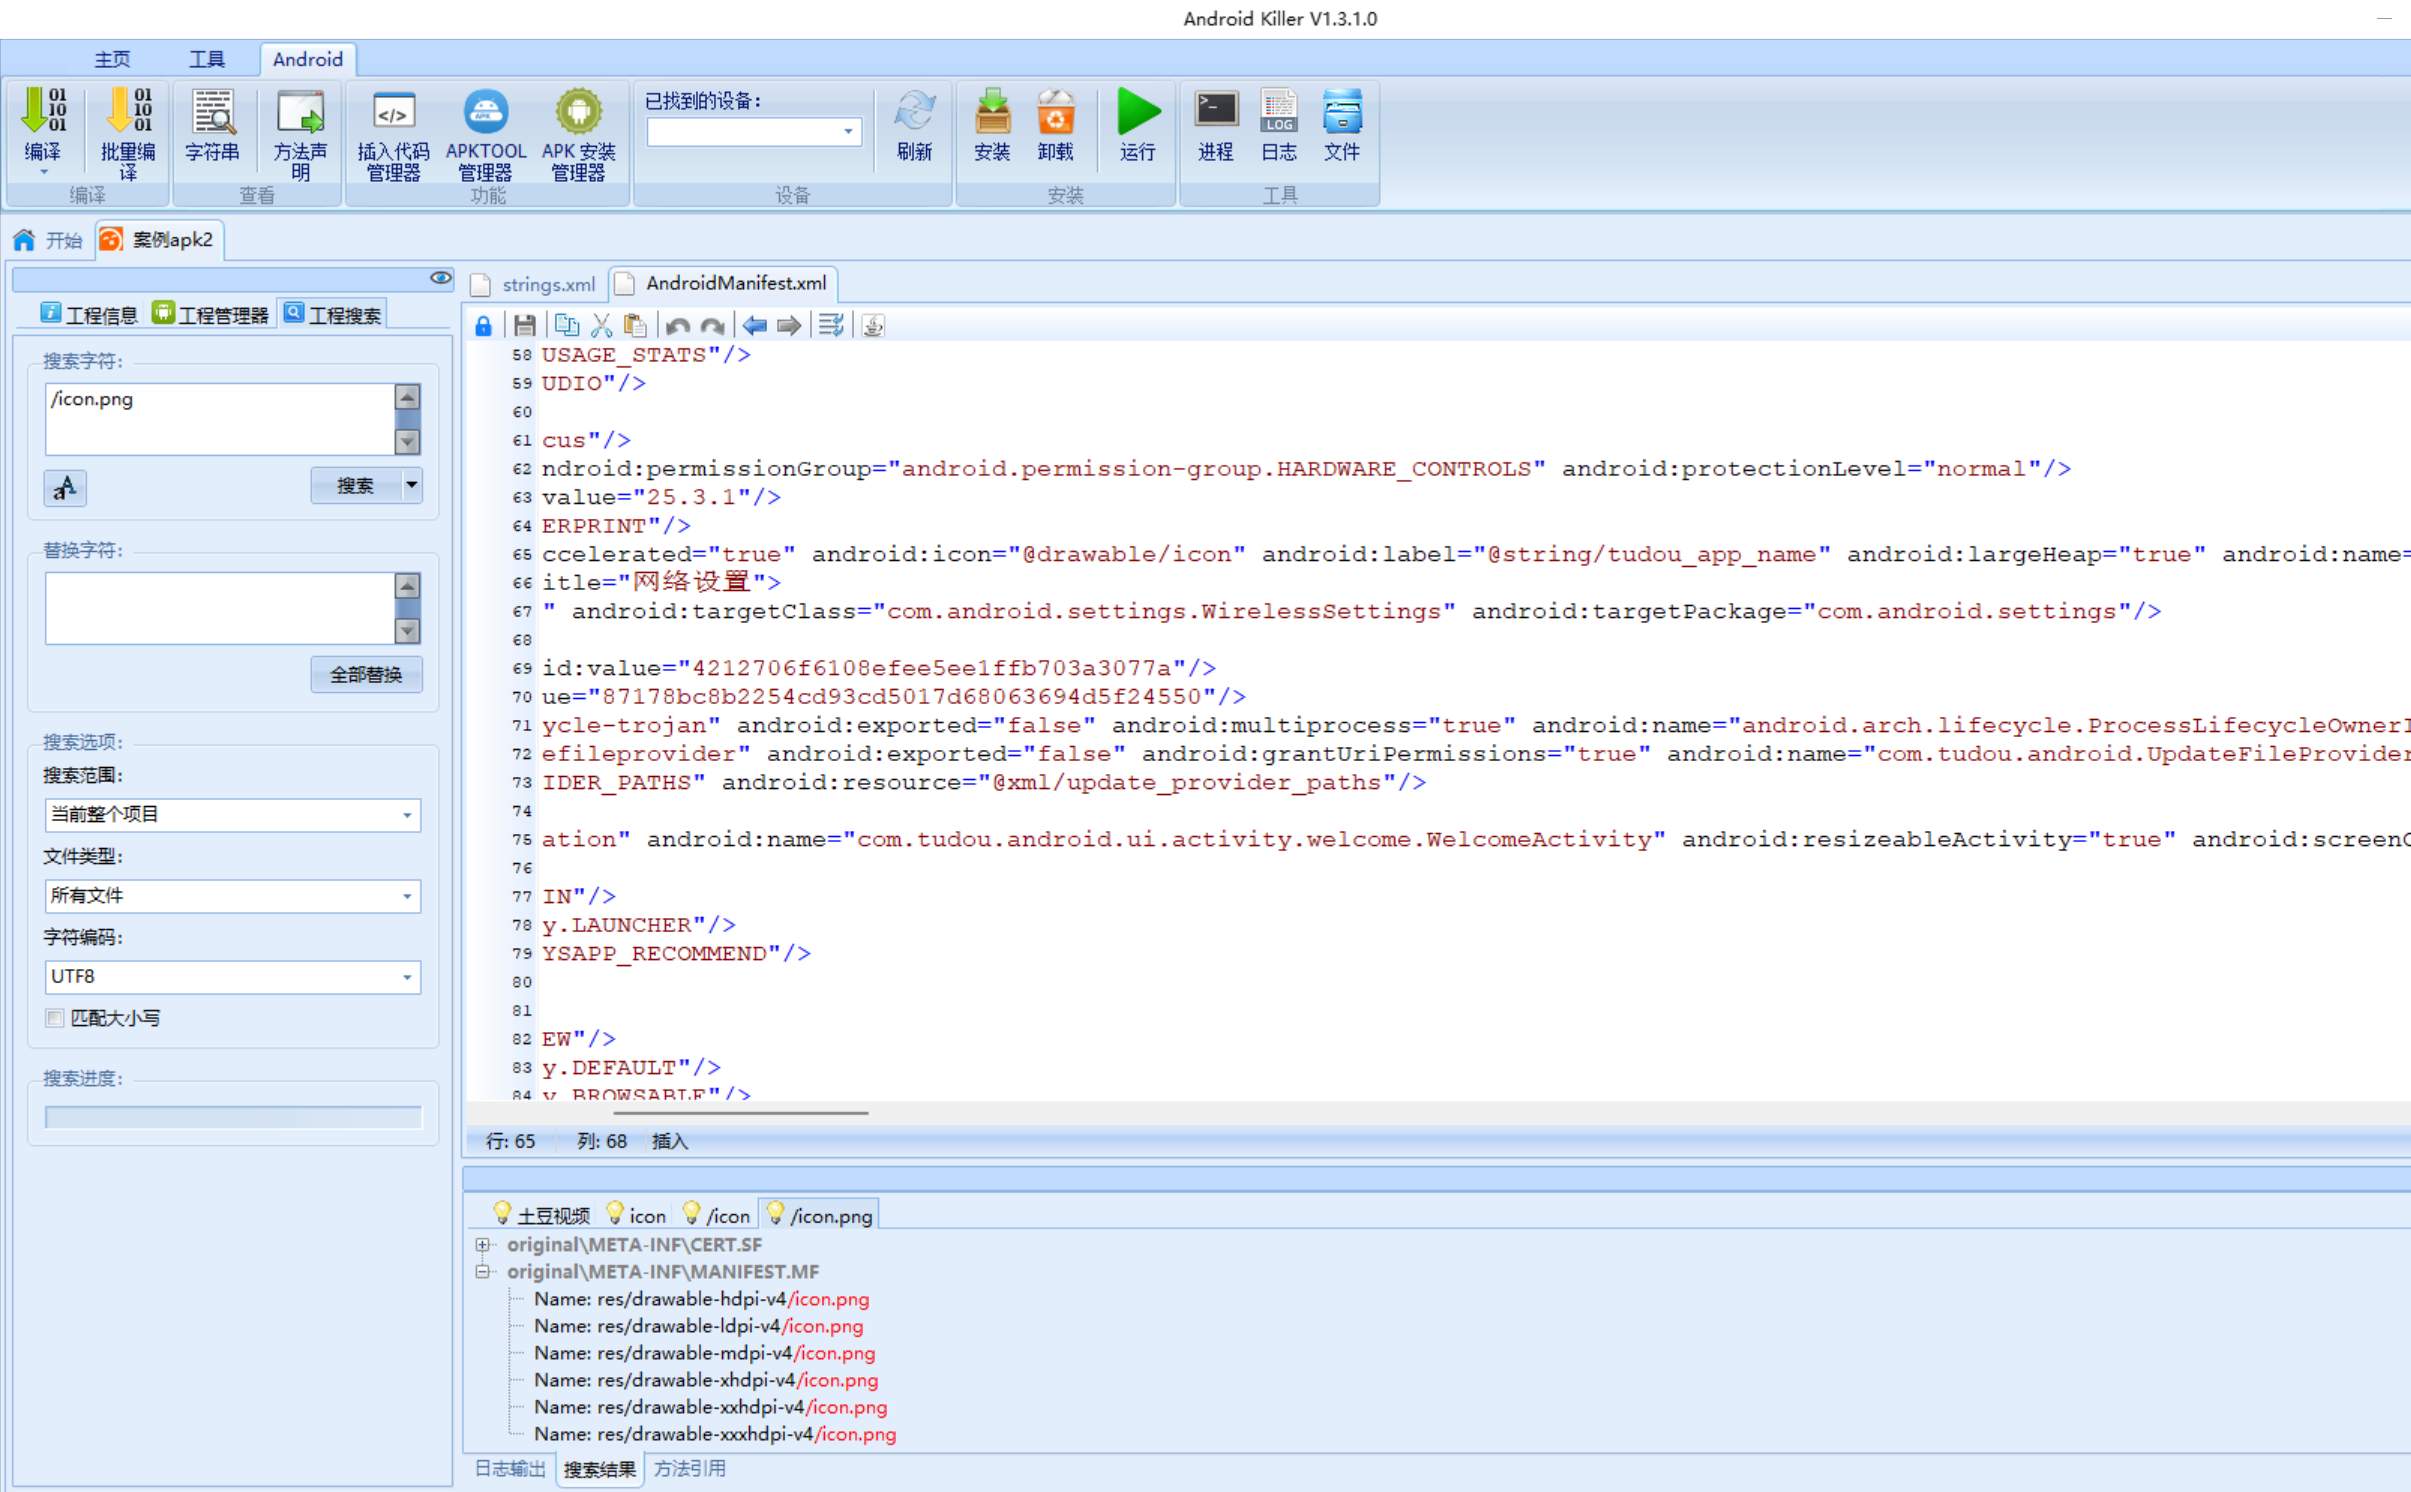 Android Killer V1.3.1.0
主页 工具 Android
编译 批量编译 字符串 方法声明 插入代码管理器 APKTOOL管理器 APK 安装管理器 已找到的设备: 刷新 安装 卸载 运行 进程 日志 文件
编译 查看 功能 设备 安装 工具
开始 案例apk2
工程信息 工程管理器 工程搜索
搜索字符:
/icon.png
搜索
替换字符:
全部替换
搜索选项:
搜索范围:
当前整个项目
文件类型:
所有文件
字符编码:
UTF8
匹配大小写
搜索进度:
strings.xml AndroidManifest.xml
58 USAGE_STATS"/>
59 UDIO"/>
60
61 cus"/>
62 ndroid:permissionGroup="android.permission-group.HARDWARE_CONTROLS" android:protectionLevel="normal"/>
63 value="25.3.1"/>
64 ERPRINT"/>
65 ccelerated="true" android:icon="@drawable/icon" android:label="@string/tudou_app_name" android:largeHeap="true" android:name=
66 itle="网络设置">
67 " android:targetClass="com.android.settings.WirelessSettings" android:targetPackage="com.android.settings"/>
68
69 id:value="4212706f6108efee5ee1ffb703a3077a"/>
70 ue="87178bc8b2254cd93cd5017d68063694d5f24550"/>
71 ycle-trojan" android:exported="false" android:multiprocess="true" android:name="android.arch.lifecycle.ProcessLifecycleOwnerI
72 efileprovider" android:exported="false" android:grantUriPermissions="true" android:name="com.tudou.android.UpdateFileProvider
73 IDER_PATHS" android:resource="@xml/update_provider_paths"/>
74
75 ation" android:name="com.tudou.android.ui.activity.welcome.WelcomeActivity" android:resizeableActivity="true" android:screenO
76
77 IN"/>
78 y.LAUNCHER"/>
79 YSAPP_RECOMMEND"/>
80
81
82 EW"/>
83 y.DEFAULT"/>
84 y.BROWSABLE"/>
行: 65 列: 68 插入
土豆视频 icon /icon /icon.png
original\META-INF\CERT.SF
original\META-INF\MANIFEST.MF
Name: res/drawable-hdpi-v4/icon.png
Name: res/drawable-ldpi-v4/icon.png
Name: res/drawable-mdpi-v4/icon.png
Name: res/drawable-xhdpi-v4/icon.png
Name: res/drawable-xxhdpi-v4/icon.png
Name: res/drawable-xxxhdpi-v4/icon.png
日志输出 搜索结果 方法引用